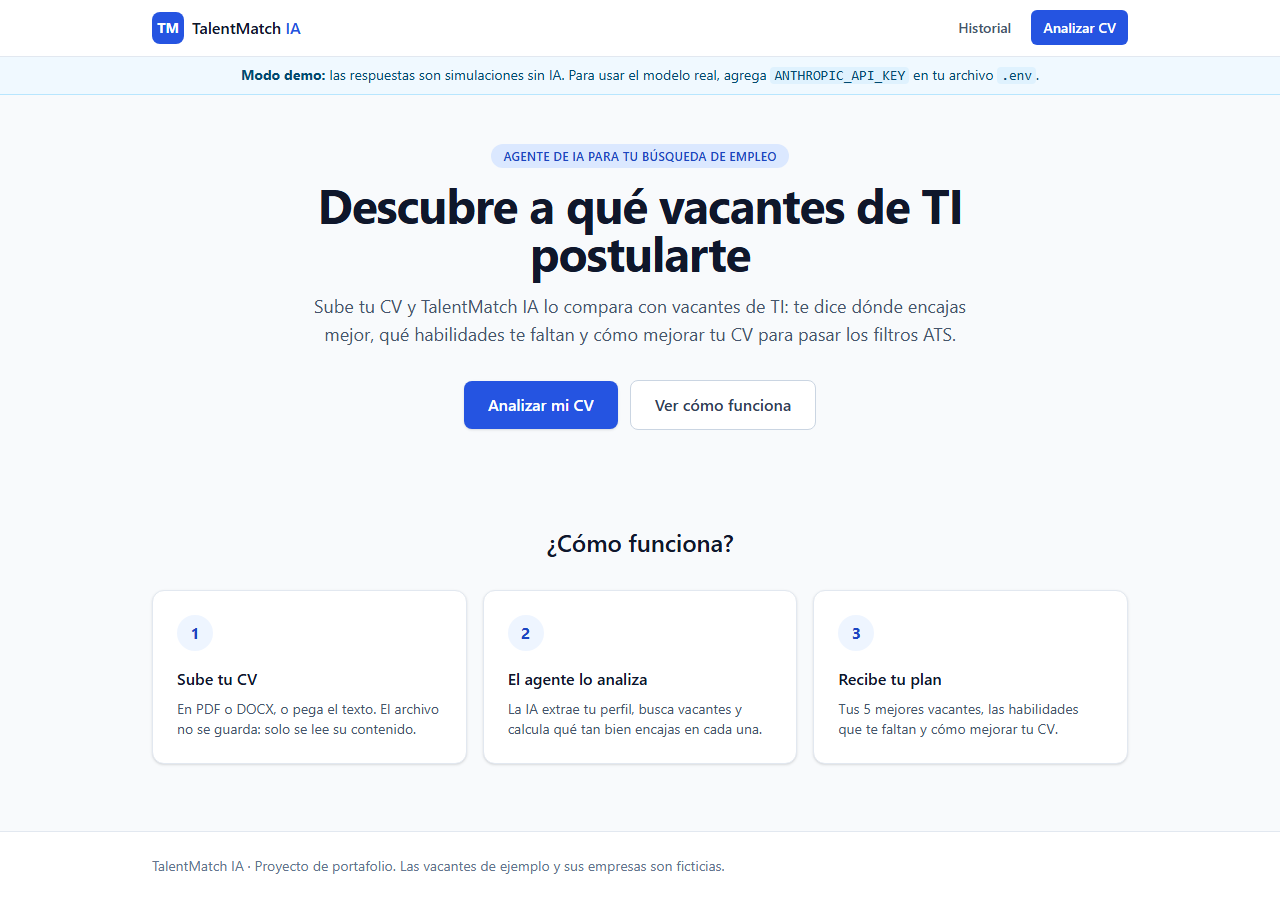 TM TalentMatch IA
Historial
Analizar CV
Modo demo: las respuestas son simulaciones sin IA. Para usar el modelo real, agrega ANTHROPIC_API_KEY en tu archivo .env.
AGENTE DE IA PARA TU BÚSQUEDA DE EMPLEO
Descubre a qué vacantes de TI
postularte
Sube tu CV y TalentMatch IA lo compara con vacantes de TI: te dice dónde encajas
mejor, qué habilidades te faltan y cómo mejorar tu CV para pasar los filtros ATS.
Analizar mi CV
Ver cómo funciona
¿Cómo funciona?
1
Sube tu CV
En PDF o DOCX, o pega el texto. El archivo
no se guarda: solo se lee su contenido.
2
El agente lo analiza
La IA extrae tu perfil, busca vacantes y
calcula qué tan bien encajas en cada una.
3
Recibe tu plan
Tus 5 mejores vacantes, las habilidades
que te faltan y cómo mejorar tu CV.
TalentMatch IA · Proyecto de portafolio. Las vacantes de ejemplo y sus empresas son ficticias.